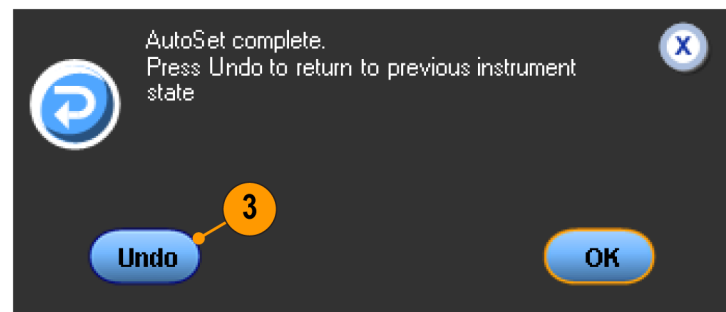 AutoSet complete.
Press Undo to return to previous instrument
state
X
3
Undo
OK